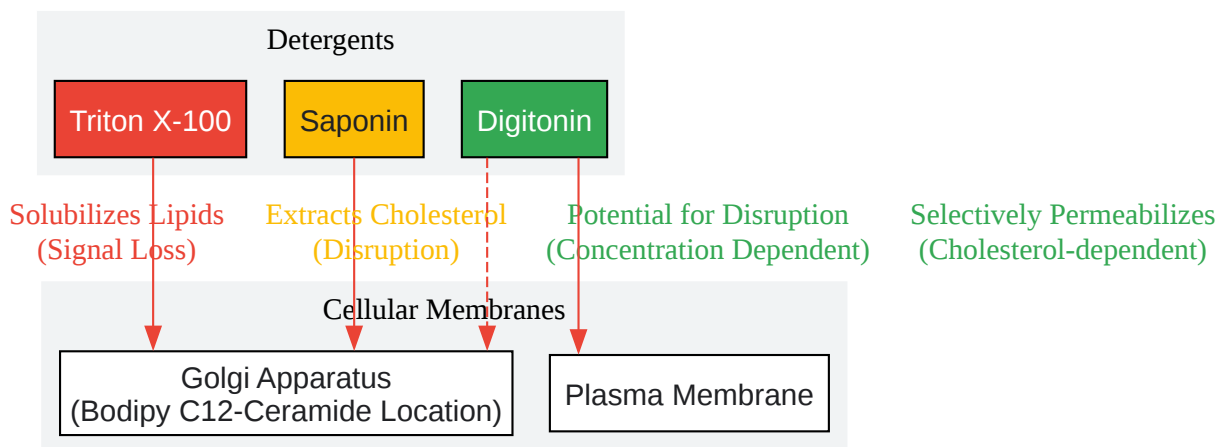 Detergents
Triton X-100
Saponin
Digitonin
Solubilizes Lipids
(Signal Loss)
Extracts Cholesterol
(Disruption)
Potential for Disruption
(Concentration Dependent)
Selectively Permeabilizes
(Cholesterol-dependent)
Cellular Membranes
Golgi Apparatus
(Bodipy C12-Ceramide Location)
Plasma Membrane